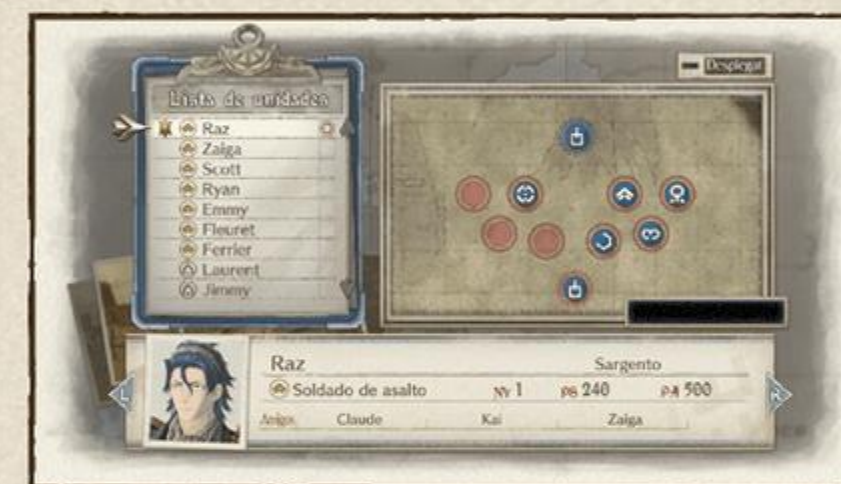 Desplegar
Lista de unidades
Raz
Zaiga
Scott
Ryan
Emmy
Fleuret
Ferrier
Laurent
Jimmy
Raz Sargento
Soldado de asalto NV 1 PS 240 PA 500
Amigos Claude Kai Zaiga
L R